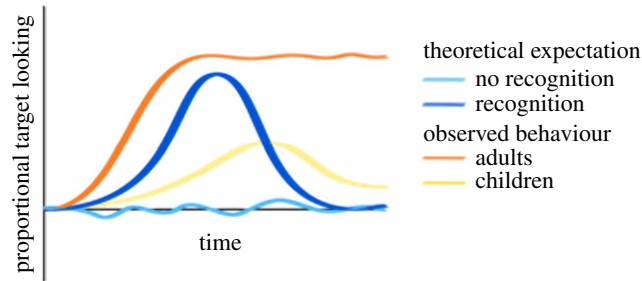 proportional target looking
time
theoretical expectation
no recognition
recognition
observed behaviour
adults
children